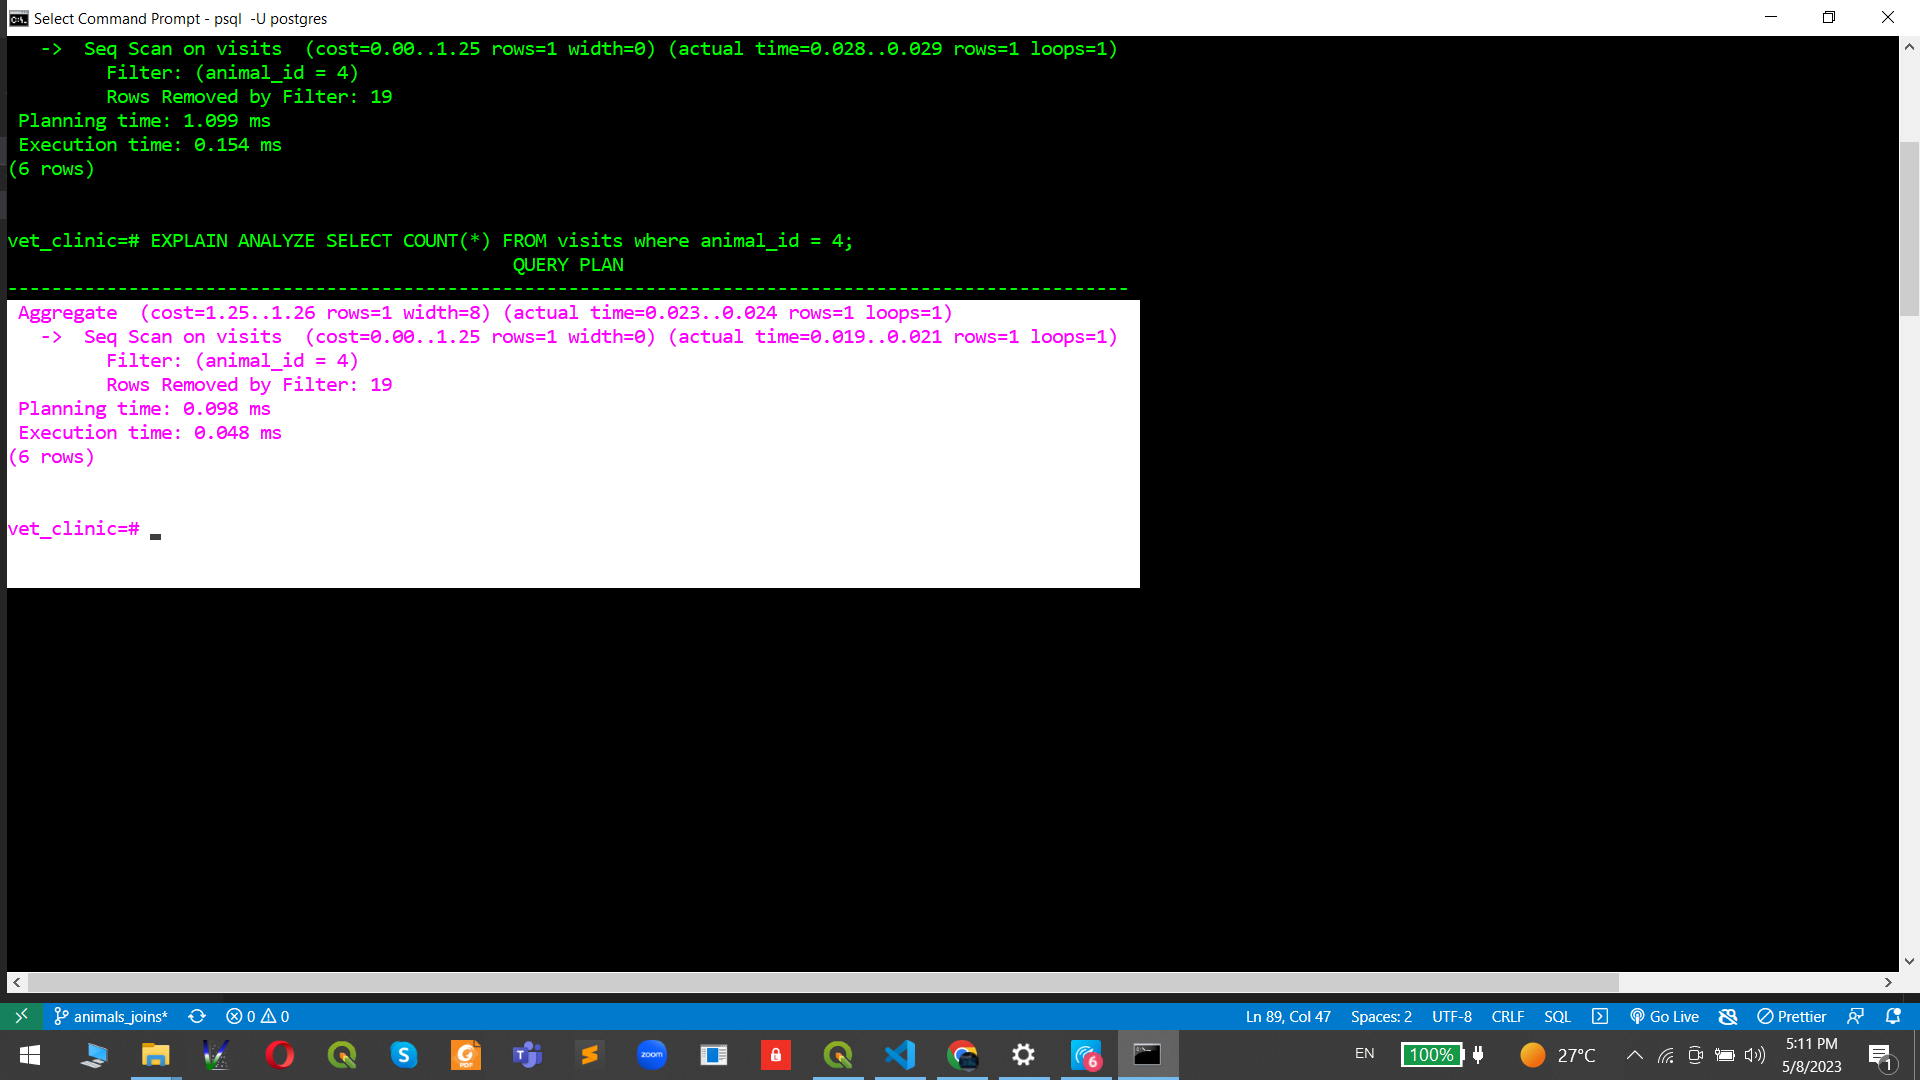 Select Command Prompt - psql  -U postgres
   ->  Seq Scan on visits  (cost=0.00..1.25 rows=1 width=0) (actual time=0.028..0.029 rows=1 loops=1)
         Filter: (animal_id = 4)
         Rows Removed by Filter: 19
 Planning time: 1.099 ms
 Execution time: 0.154 ms
(6 rows)
vet_clinic=# EXPLAIN ANALYZE SELECT COUNT(*) FROM visits where animal_id = 4;
                                              QUERY PLAN
------------------------------------------------------------------------------------------------------
 Aggregate  (cost=1.25..1.26 rows=1 width=8) (actual time=0.023..0.024 rows=1 loops=1)
   ->  Seq Scan on visits  (cost=0.00..1.25 rows=1 width=0) (actual time=0.019..0.021 rows=1 loops=1)
         Filter: (animal_id = 4)
         Rows Removed by Filter: 19
 Planning time: 0.098 ms
 Execution time: 0.048 ms
(6 rows)
vet_clinic=#
animals_joins* 0 0 Ln 89, Col 47 Spaces: 2 UTF-8 CRLF SQL Go Live Prettier
zoom PDF EN 100% 27°C 6 5:11 PM
5/8/2023 1